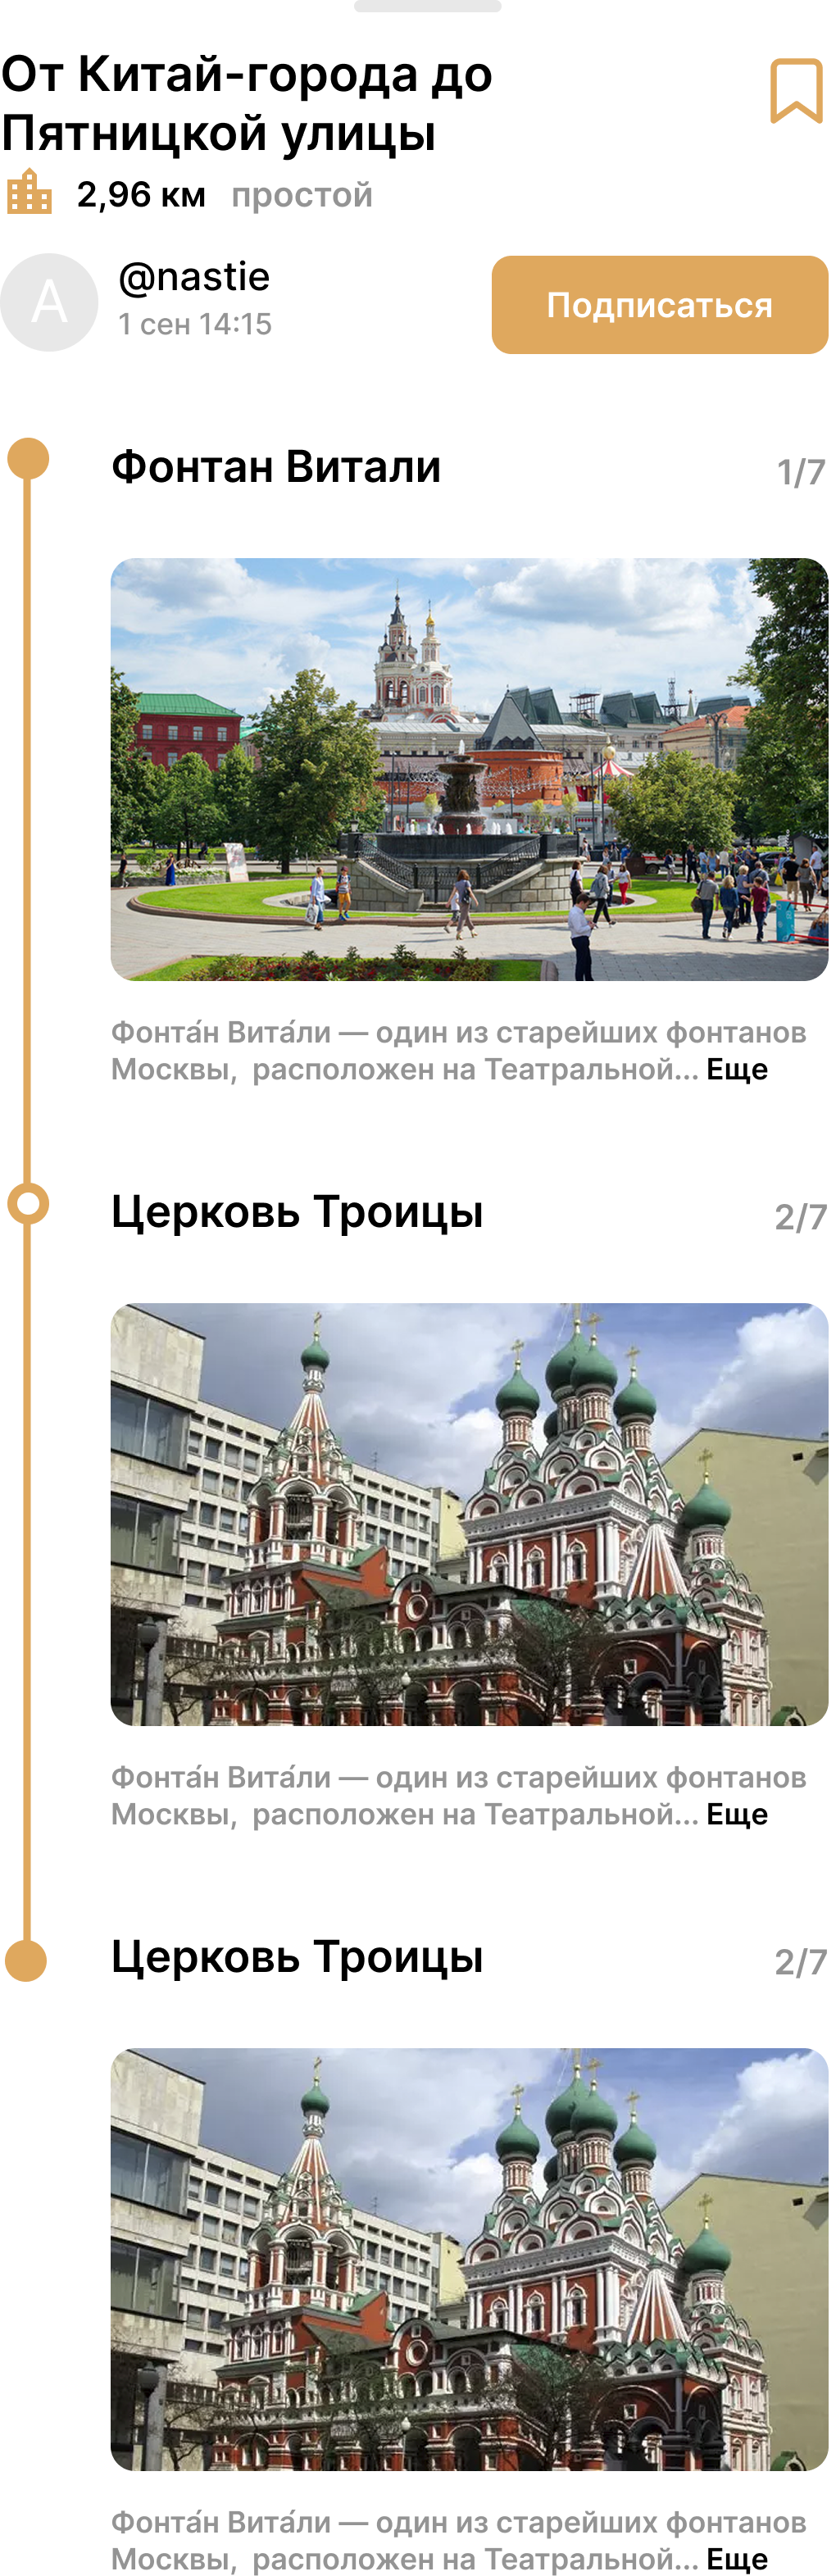 От Китай-города до
Пятницкой улицы
2,96 км простой
А
@nastie
1 сен 14:15
Подписаться
Фонтан Витали
1/7
Фонта́н Вита́ли — один из старейших фонтанов
Москвы,  расположен на Театральной... Еще
Церковь Троицы
2/7
Фонта́н Вита́ли — один из старейших фонтанов
Москвы,  расположен на Театральной... Еще
Церковь Троицы
2/7
Фонта́н Вита́ли — один из старейших фонтанов
Москвы,  расположен на Театральной... Еще